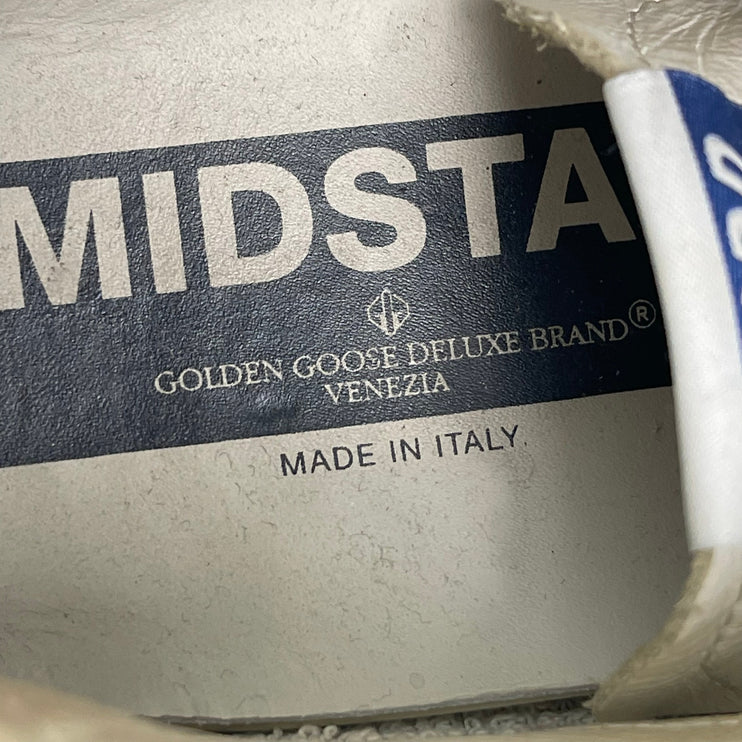 MIDSTA
GOLDEN GOOSE DELUXE BRAND®
VENEZIA
MADE IN ITALY